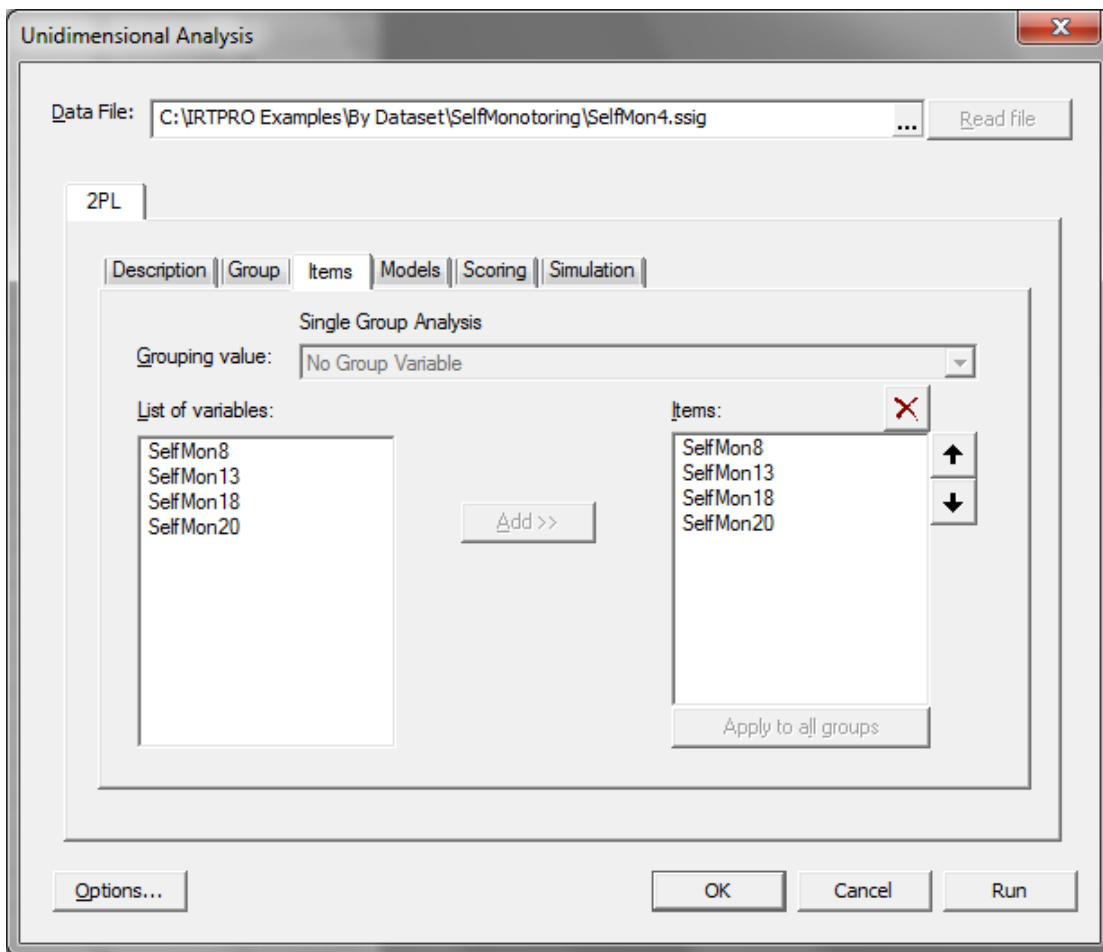 Unidimensional Analysis
Data File: C:\IRTPRO Examples\By Dataset\SelfMonotoring\SelfMon4.ssig ... Read file
2PL
Description Group Items Models Scoring Simulation
Single Group Analysis
Grouping value: No Group Variable
List of variables: Items:
SelfMon8 SelfMon8
SelfMon13 SelfMon13
SelfMon18 SelfMon18
SelfMon20 SelfMon20
Add >>
Apply to all groups
Options... OK Cancel Run